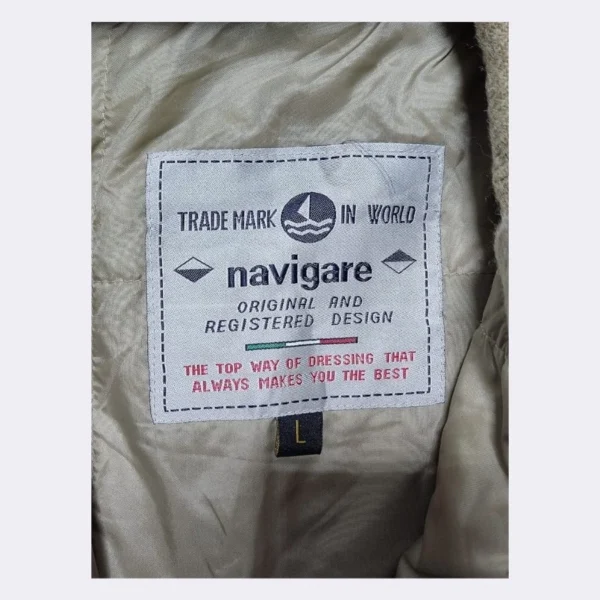 TRADE MARK IN WORLD
navigare
ORIGINAL AND
REGISTERED DESIGN
THE TOP WAY OF DRESSING THAT
ALWAYS MAKES YOU THE BEST
L